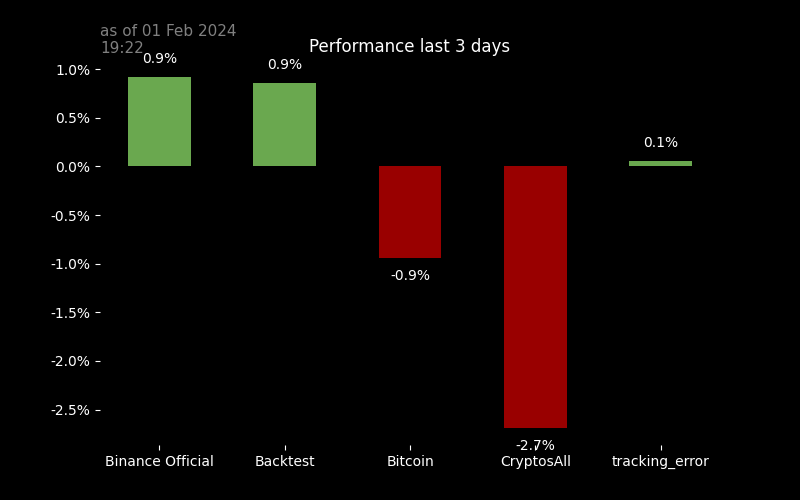 as of 01 Feb 2024
19:22
Performance last 3 days
1.0%
0.5%
0.0%
-0.5%
-1.0%
-1.5%
-2.0%
-2.5%
0.9%
0.9%
-0.9%
-2.7%
0.1%
Binance Official
Backtest
Bitcoin
CryptosAll
tracking_error